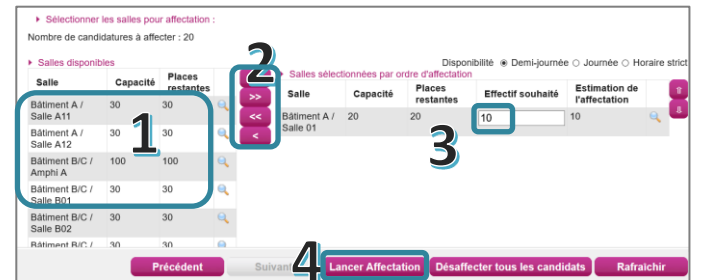 Sélectionner les salles pour affectation :
Nombre de candidatures à affecter : 20
Salles disponibles
Disponibilité Demi-journée Journée Horaire strict
Salles sélectionnées par ordre d'affectation
Salle Capacité Places restantes
Bâtiment A / Salle A11 30 30
Bâtiment A / Salle A12 30 30
Bâtiment B/C / Amphi A 100 100
Bâtiment B/C / Salle B01 30 30
Bâtiment B/C / Salle B02 30 30
Bâtiment B/C / 30 30
1
2
>>
<<
<
Salle Capacité Places restantes Effectif souhaité Estimation de l'affectation
Bâtiment A / Salle 01 20 20 10 10
3
4
Précédent Suivant Lancer Affectation Désaffecter tous les candidats Rafraîchir